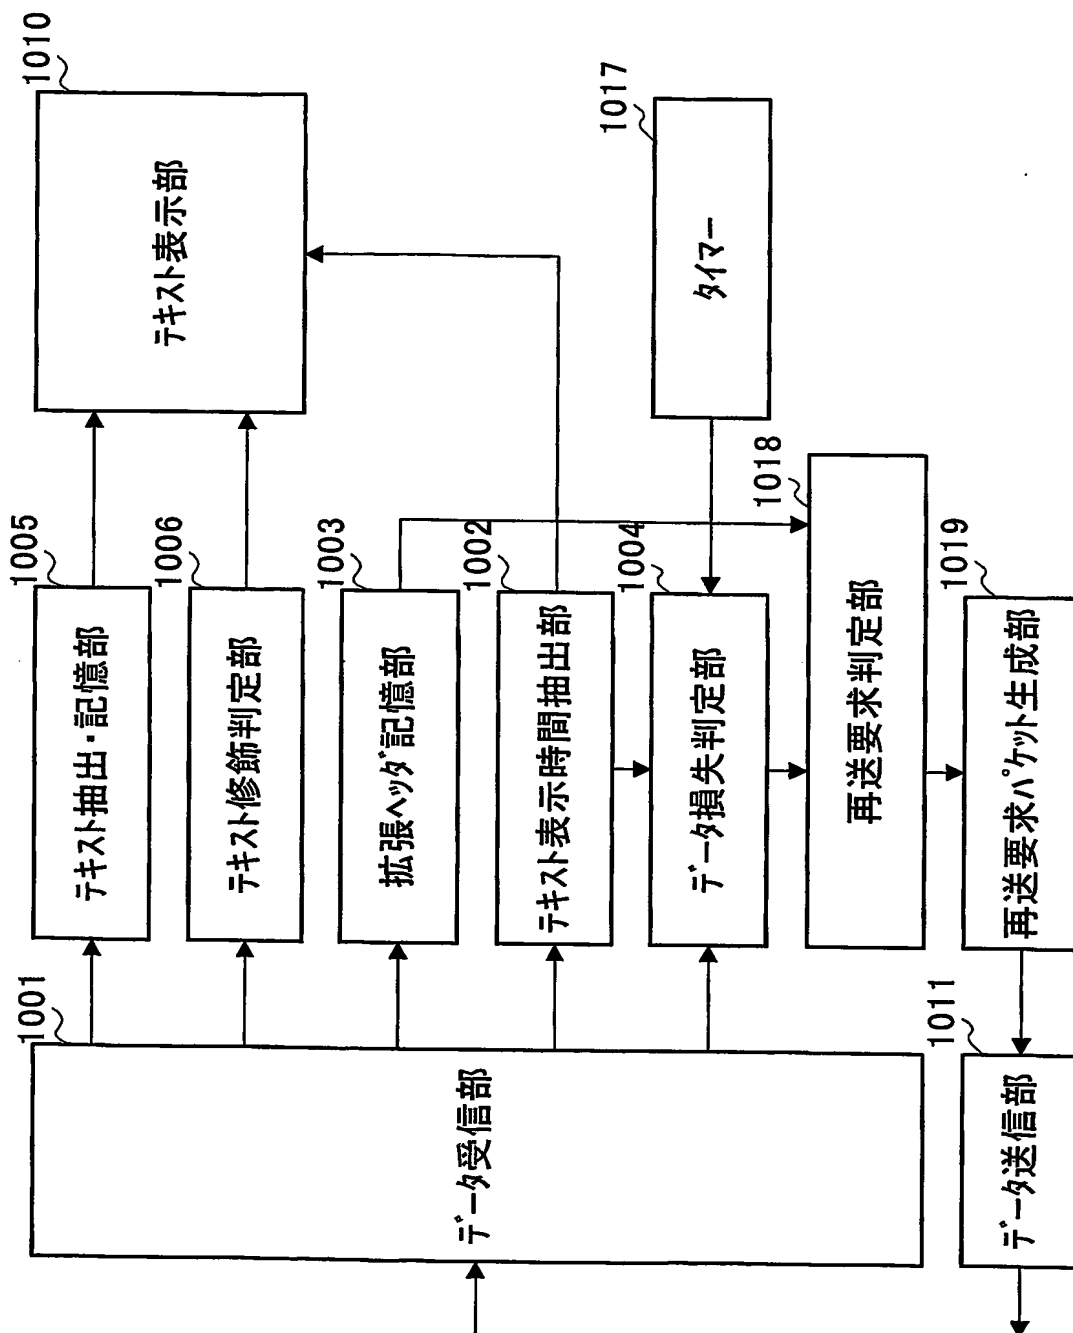 1001
データ受信部
1005
テキスト抽出・記憶部
1006
テキスト修飾判定部
1003
拡張ヘッダ記憶部
1002
テキスト表示時間抽出部
1004
データ損失判定部
1010
テキスト表示部
1017
タイマー
1018
再送要求判定部
1019
再送要求パケット生成部
1011
データ送信部